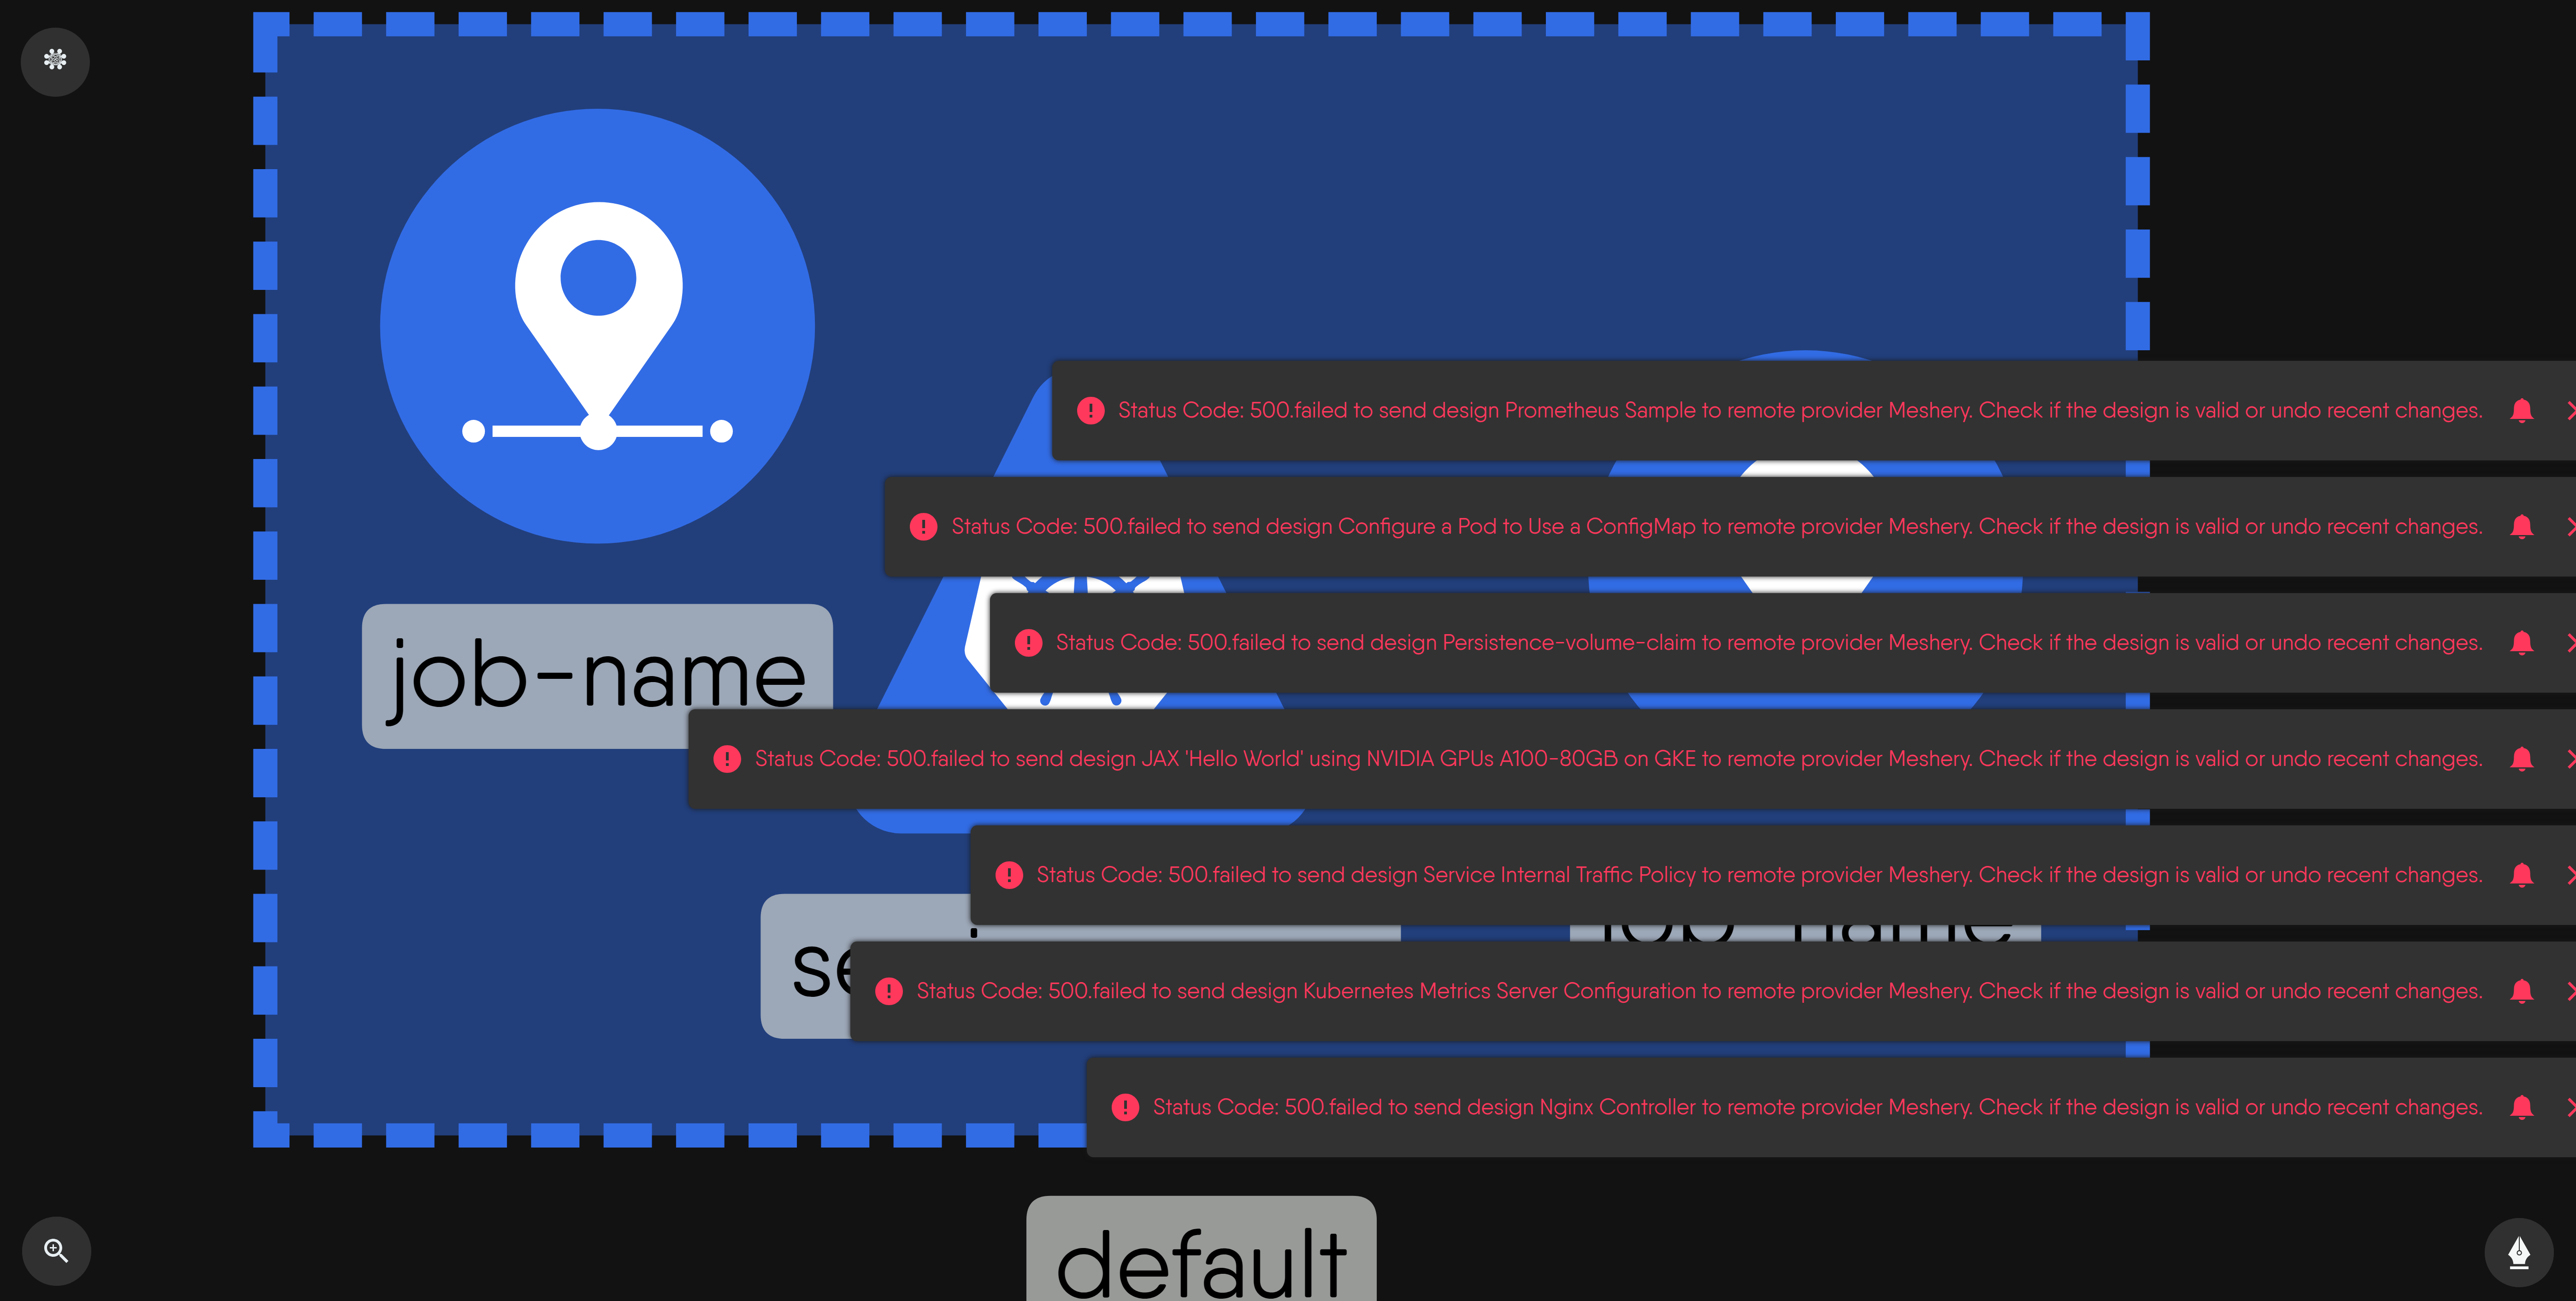 Status Code: 500.failed to send design Prometheus Sample to remote provider Meshery. Check if the design is valid or undo recent changes.
Status Code: 500.failed to send design Configure a Pod to Use a ConfigMap to remote provider Meshery. Check if the design is valid or undo recent changes.
Status Code: 500.failed to send design Persistence-volume-claim to remote provider Meshery. Check if the design is valid or undo recent changes.
job-name
Status Code: 500.failed to send design JAX 'Hello World' using NVIDIA GPUs A100-80GB on GKE to remote provider Meshery. Check if the design is valid or undo recent changes.
Status Code: 500.failed to send design Service Internal Traffic Policy to remote provider Meshery. Check if the design is valid or undo recent changes.
Status Code: 500.failed to send design Kubernetes Metrics Server Configuration to remote provider Meshery. Check if the design is valid or undo recent changes.
Status Code: 500.failed to send design Nginx Controller to remote provider Meshery. Check if the design is valid or undo recent changes.
default